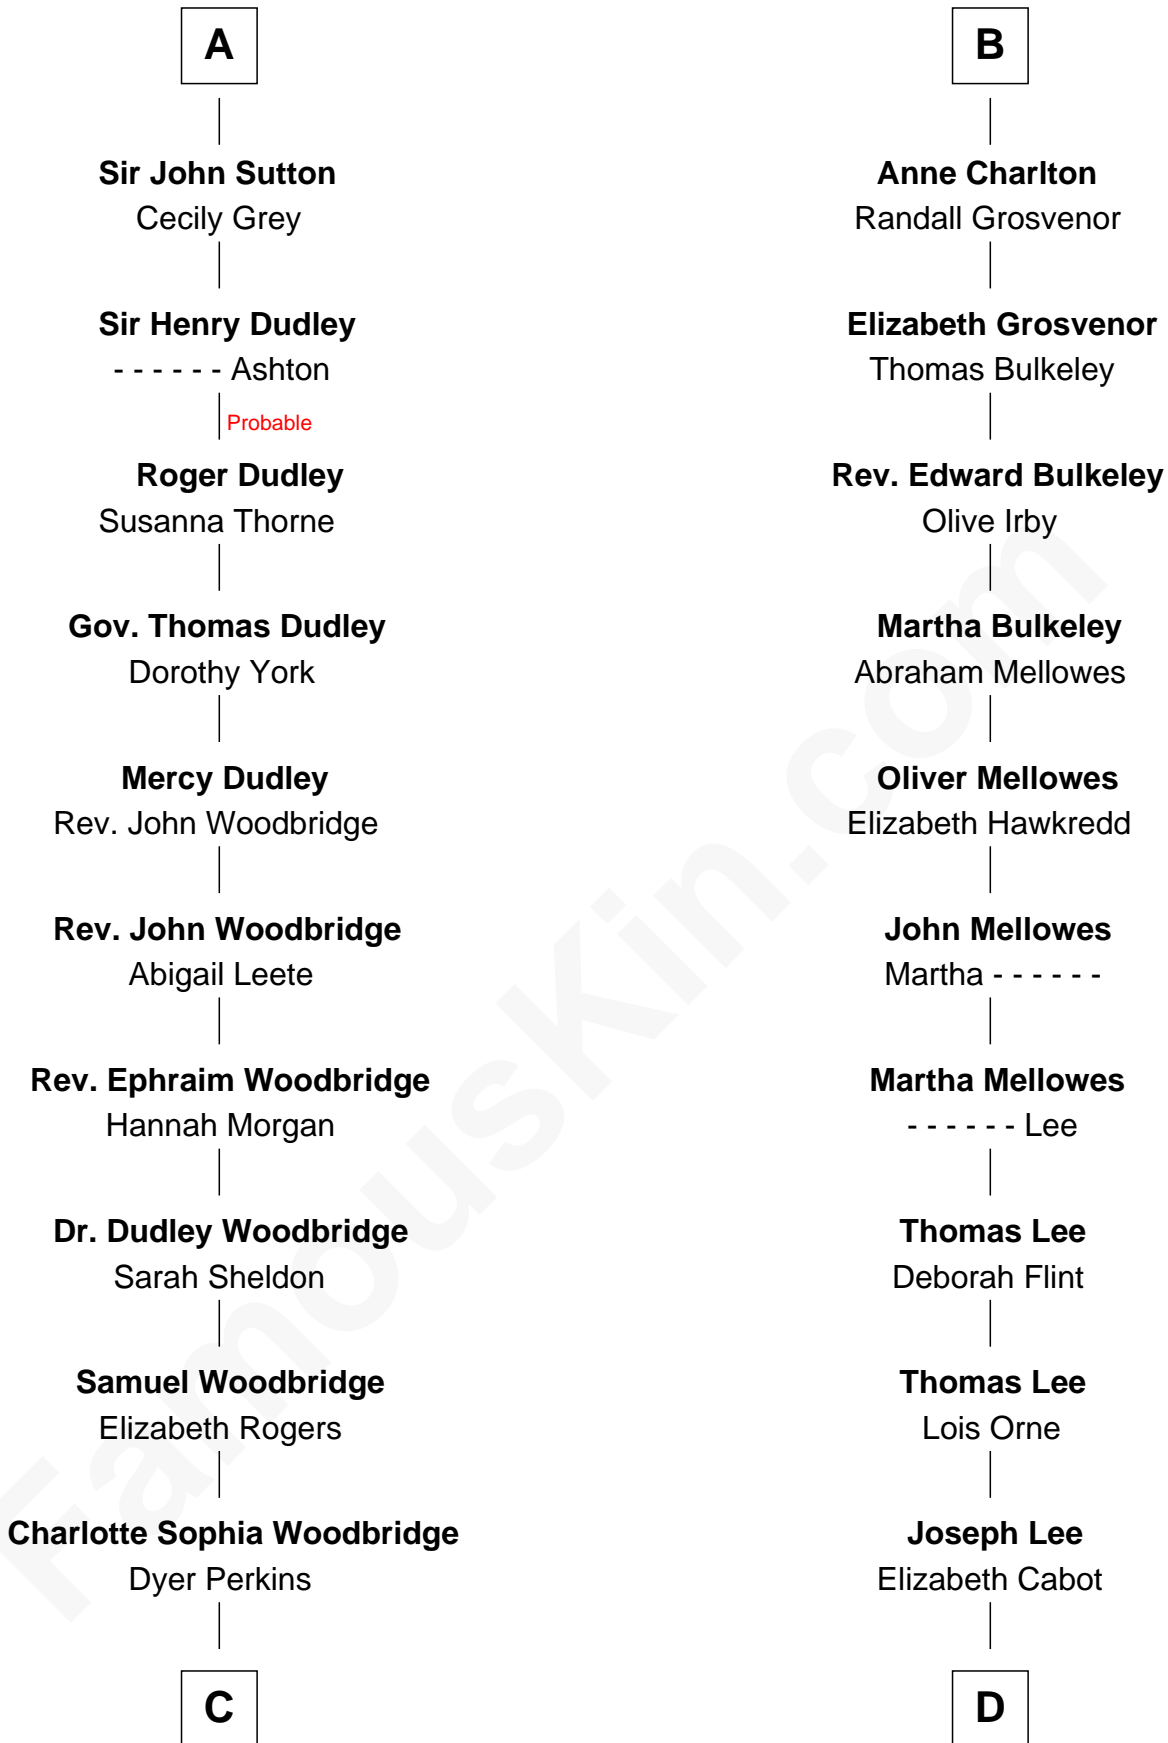 A
Sir John Sutton
Cecily Grey
Sir Henry Dudley
- - - - - - Ashton
Probable
Roger Dudley
Susanna Thorne
Gov. Thomas Dudley
Dorothy York
Mercy Dudley
Rev. John Woodbridge
Rev. John Woodbridge
Abigail Leete
Rev. Ephraim Woodbridge
Hannah Morgan
Dr. Dudley Woodbridge
Sarah Sheldon
Samuel Woodbridge
Elizabeth Rogers
Charlotte Sophia Woodbridge
Dyer Perkins
C
B
Anne Charlton
Randall Grosvenor
Elizabeth Grosvenor
Thomas Bulkeley
Rev. Edward Bulkeley
Olive Irby
Martha Bulkeley
Abraham Mellowes
Oliver Mellowes
Elizabeth Hawkredd
John Mellowes
Martha - - - - - -
Martha Mellowes
- - - - - - Lee
Thomas Lee
Deborah Flint
Thomas Lee
Lois Orne
Joseph Lee
Elizabeth Cabot
D
FamousKin.com